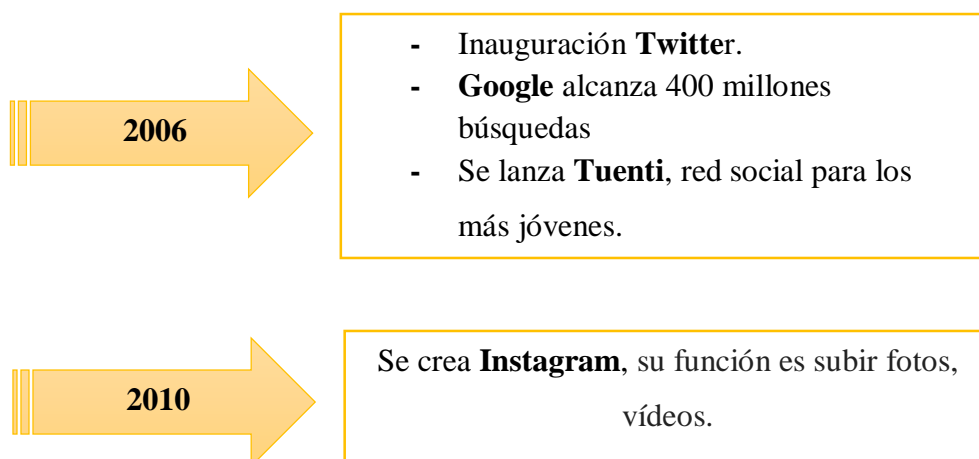 2006
- Inauguración Twitter.
- Google alcanza 400 millones
búsquedas
- Se lanza Tuenti, red social para los
más jóvenes.
2010
Se crea Instagram, su función es subir fotos,
vídeos.